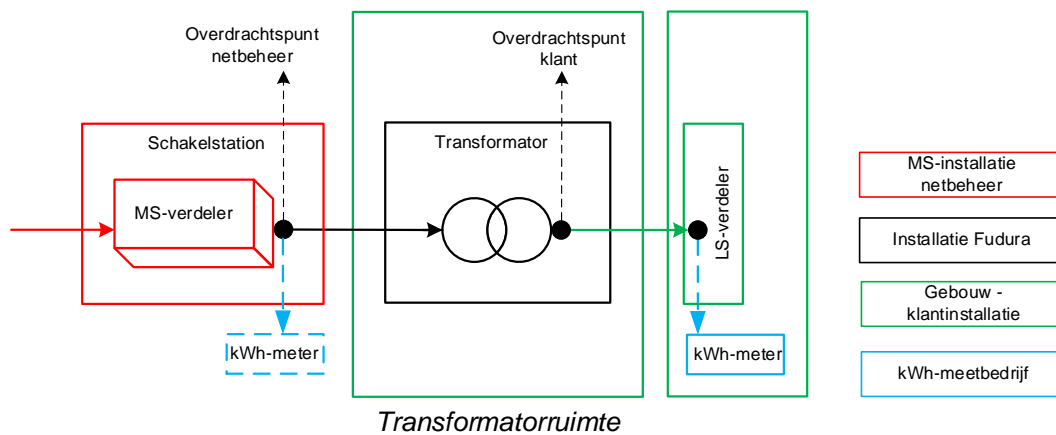 Overdrachtspunt
netbeheer
Overdrachtspunt
klant
Schakelstation
MS-verdeler
Transformator
LS-verdeler
kWh-meter
kWh-meter
Transformatorruimte
MS-installatie
netbeheer
Installatie Fudura
Gebouw -
klantinstallatie
kWh-meetbedrijf